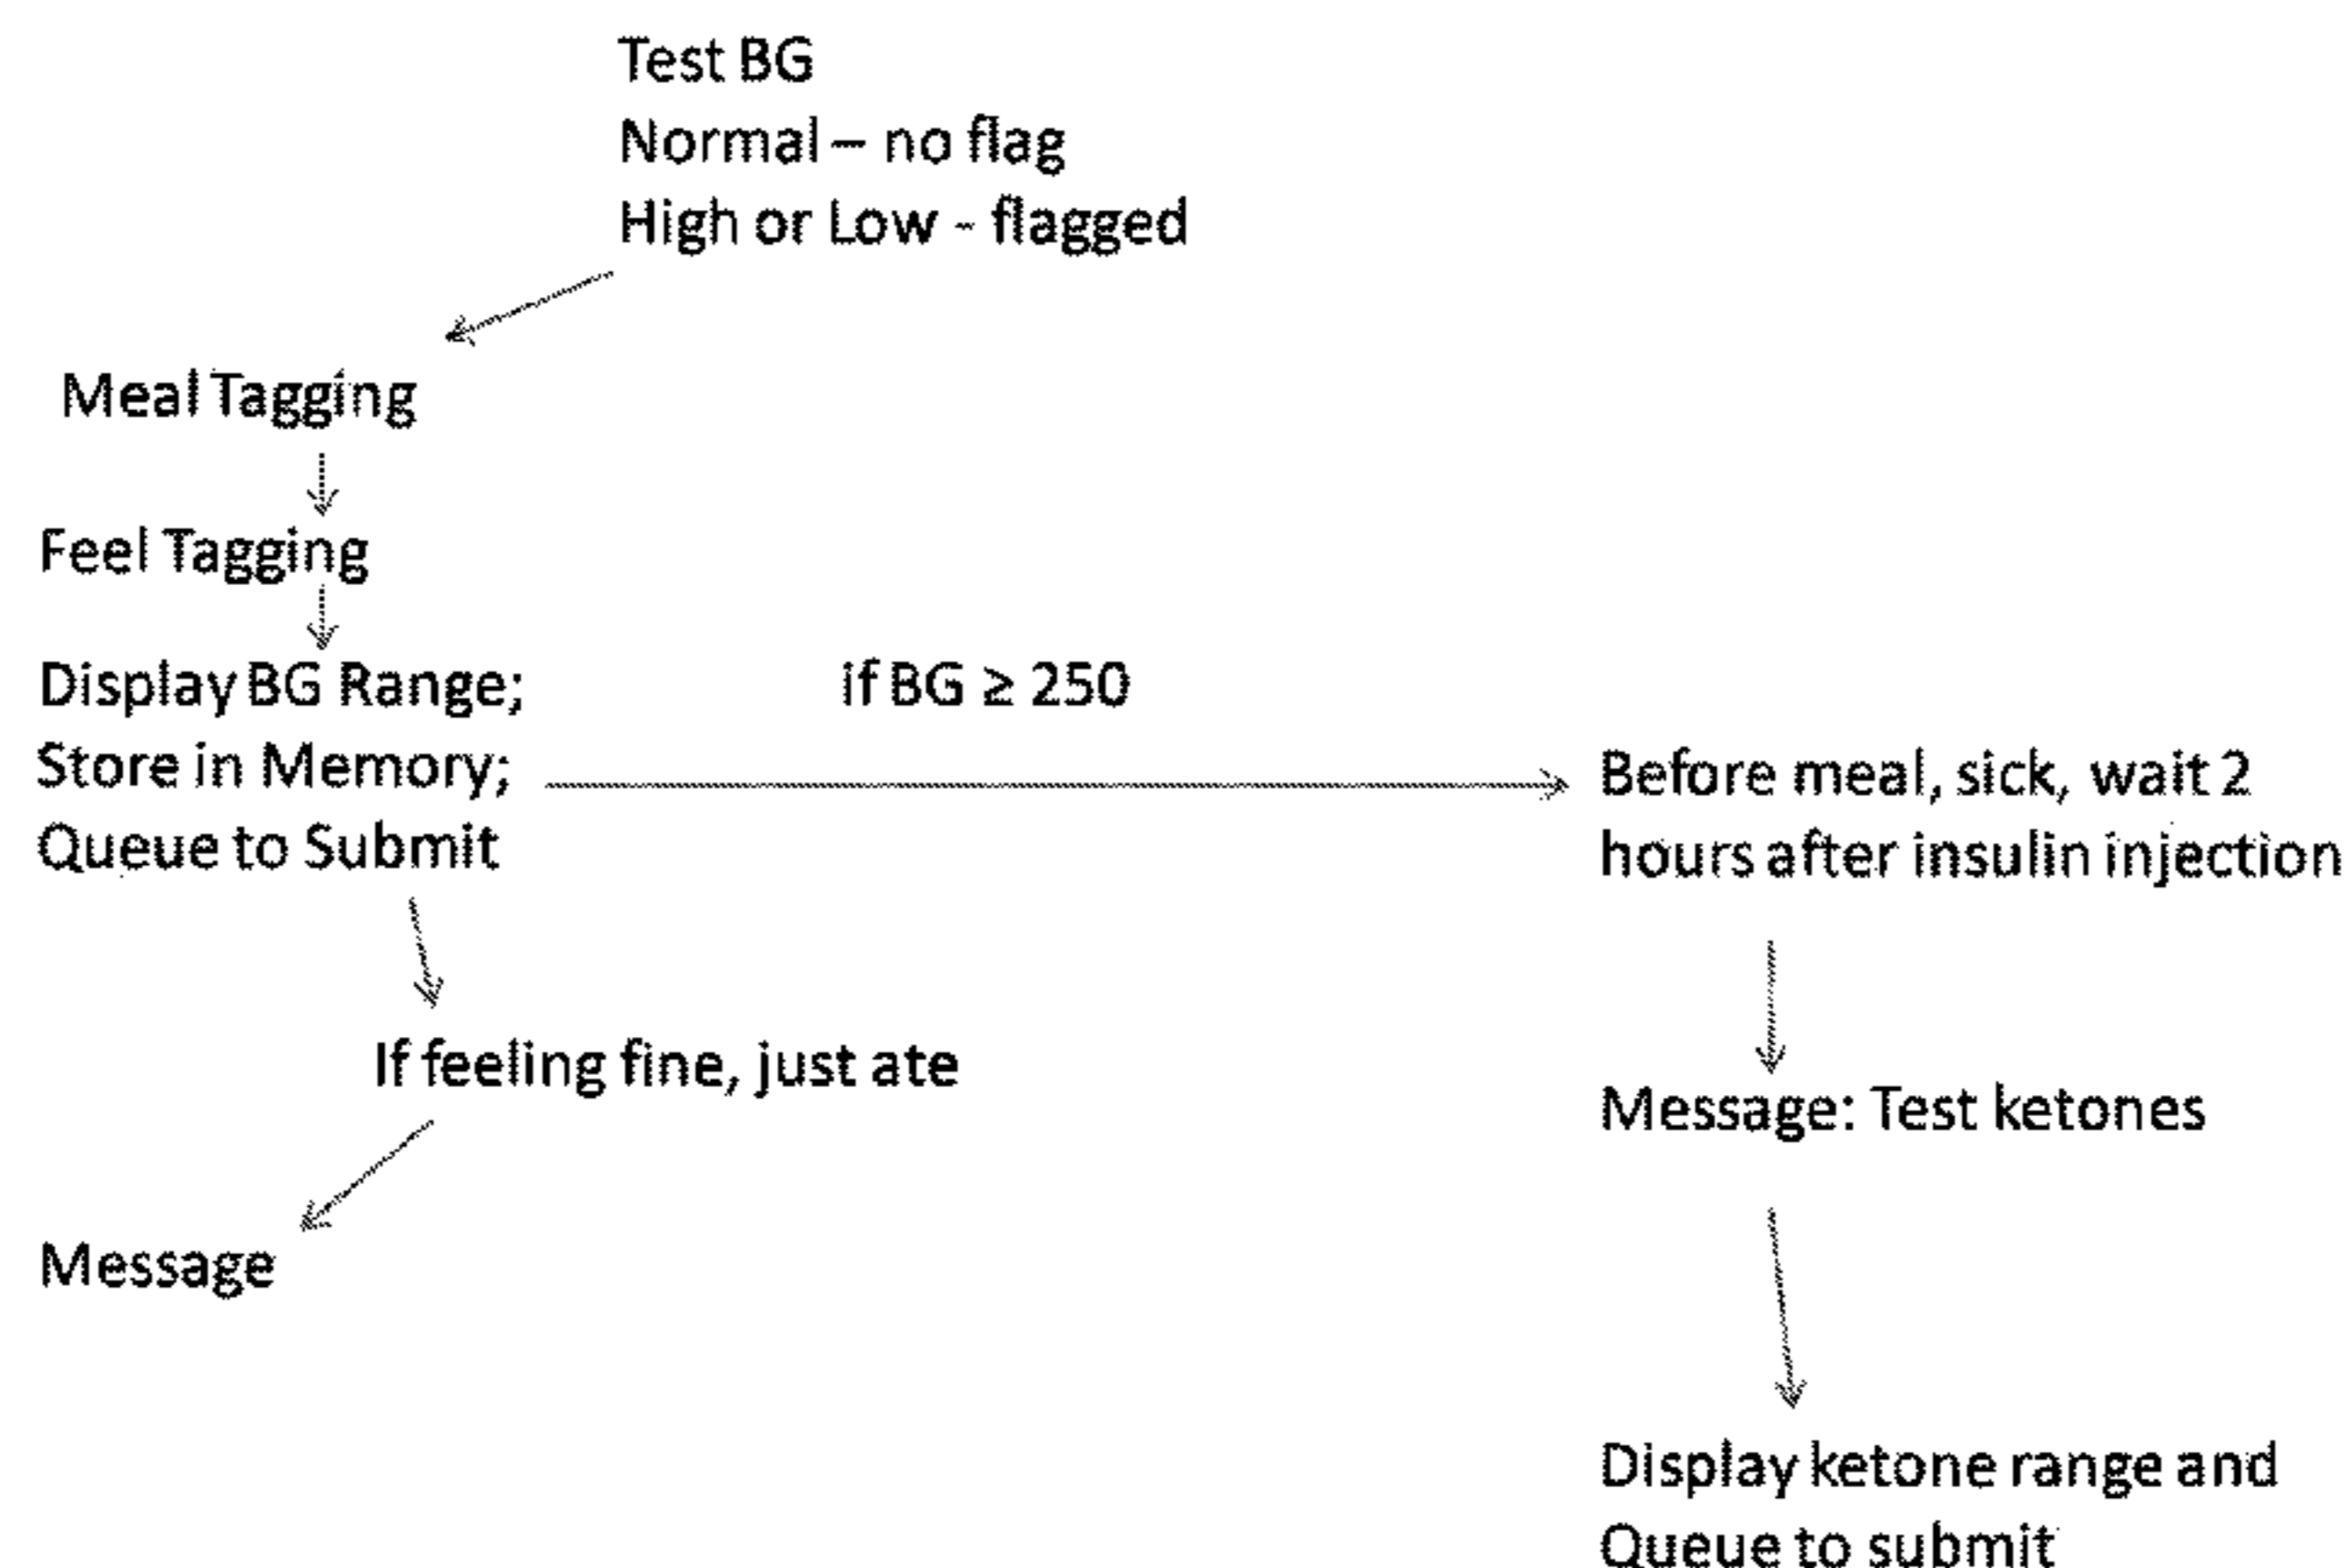 Test BG
Normal – no flag
High or Low - flagged
Meal Tagging
Feel Tagging
Display BG Range;
Store in Memory;
Queue to Submit
if BG ≥ 250
Before meal, sick, wait 2
hours after insulin injection
If feeling fine, just ate
Message: Test ketones
Message
Display ketone range and
Queue to submit